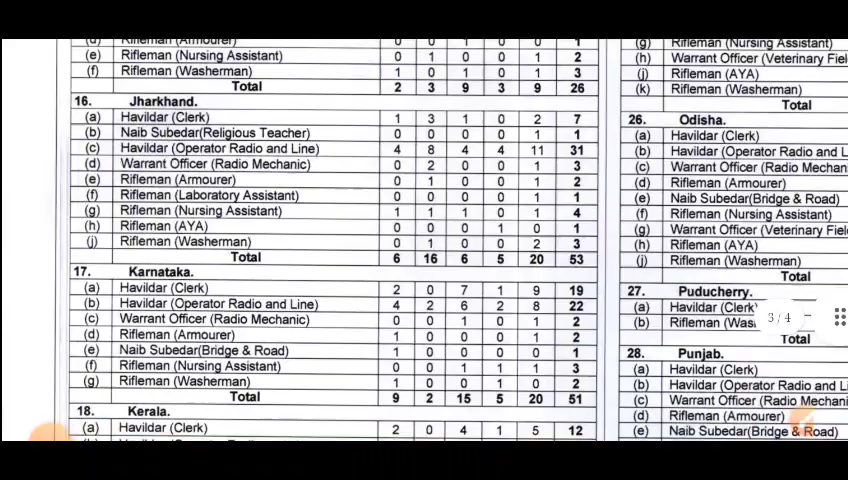 (d) Rifleman (Armourer) 0 0 1 0 0 1
(e) Rifleman (Nursing Assistant) 0 1 0 0 1 2
(f) Rifleman (Washerman) 1 0 1 0 1 3
Total 2 3 9 3 9 26
16. Jharkhand.
(a) Havildar (Clerk) 1 3 1 0 2 7
(b) Naib Subedar(Religious Teacher) 0 0 0 0 1 1
(c) Havildar (Operator Radio and Line) 4 8 4 4 11 31
(d) Warrant Officer (Radio Mechanic) 0 2 0 0 1 3
(e) Rifleman (Armourer) 0 1 0 0 1 2
(f) Rifleman (Laboratory Assistant) 0 0 0 0 1 1
(g) Rifleman (Nursing Assistant) 1 1 1 0 1 4
(h) Rifleman (AYA) 0 0 0 1 0 1
(j) Rifleman (Washerman) 0 1 0 0 2 3
Total 6 16 6 5 20 53
17. Karnataka.
(a) Havildar (Clerk) 2 0 7 1 9 19
(b) Havildar (Operator Radio and Line) 4 2 6 2 8 22
(c) Warrant Officer (Radio Mechanic) 0 0 1 0 1 2
(d) Rifleman (Armourer) 1 0 0 0 1 2
(e) Naib Subedar(Bridge & Road) 1 0 0 0 0 1
(f) Rifleman (Nursing Assistant) 0 0 1 1 1 3
(g) Rifleman (Washerman) 1 0 0 1 0 2
Total 9 2 15 5 20 51
18. Kerala.
(a) Havildar (Clerk) 2 0 4 1 5 12
(g) Rifleman (Nursing Assistant)
(h) Warrant Officer (Veterinary Fiel
(j) Rifleman (AYA)
(k) Rifleman (Washerman)
Total
26. Odisha.
(a) Havildar (Clerk)
(b) Havildar (Operator Radio and L
(c) Warrant Officer (Radio Mechan
(d) Rifleman (Armourer)
(e) Naib Subedar(Bridge & Road)
(f) Rifleman (Nursing Assistant)
(g) Warrant Officer (Veterinary Fiel
(h) Rifleman (AYA)
(j) Rifleman (Washerman)
Total
27. Puducherry.
(a) Havildar (Clerk
(b) Rifleman (Was
3/4
Total
28. Punjab.
(a) Havildar (Clerk)
(b) Havildar (Operator Radio and Li
(c) Warrant Officer (Radio Mechani
(d) Rifleman (Armourer)
(e) Naib Subedar(Bridge & Road)